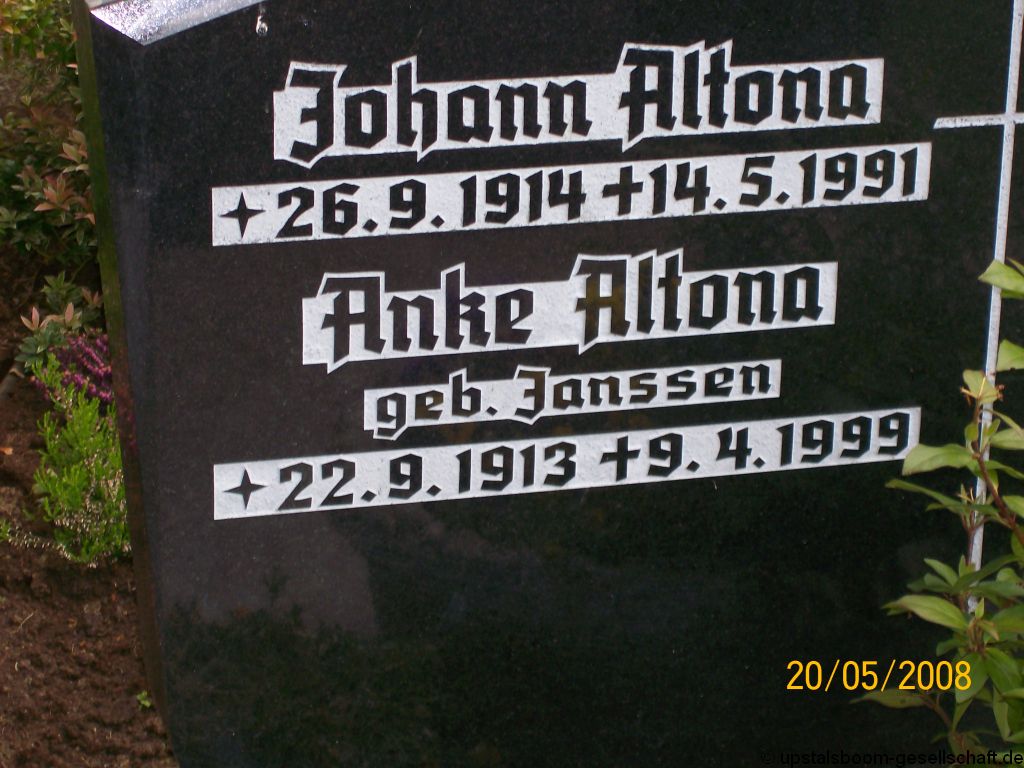 Johann Altona
✦ 26.9.1914 ✝ 14.5.1991
Anke Altona
geb. Janssen
✦ 22.9.1913 ✝ 9.4.1999
20/05/2008
© upstalsboom-gesellschaft.de